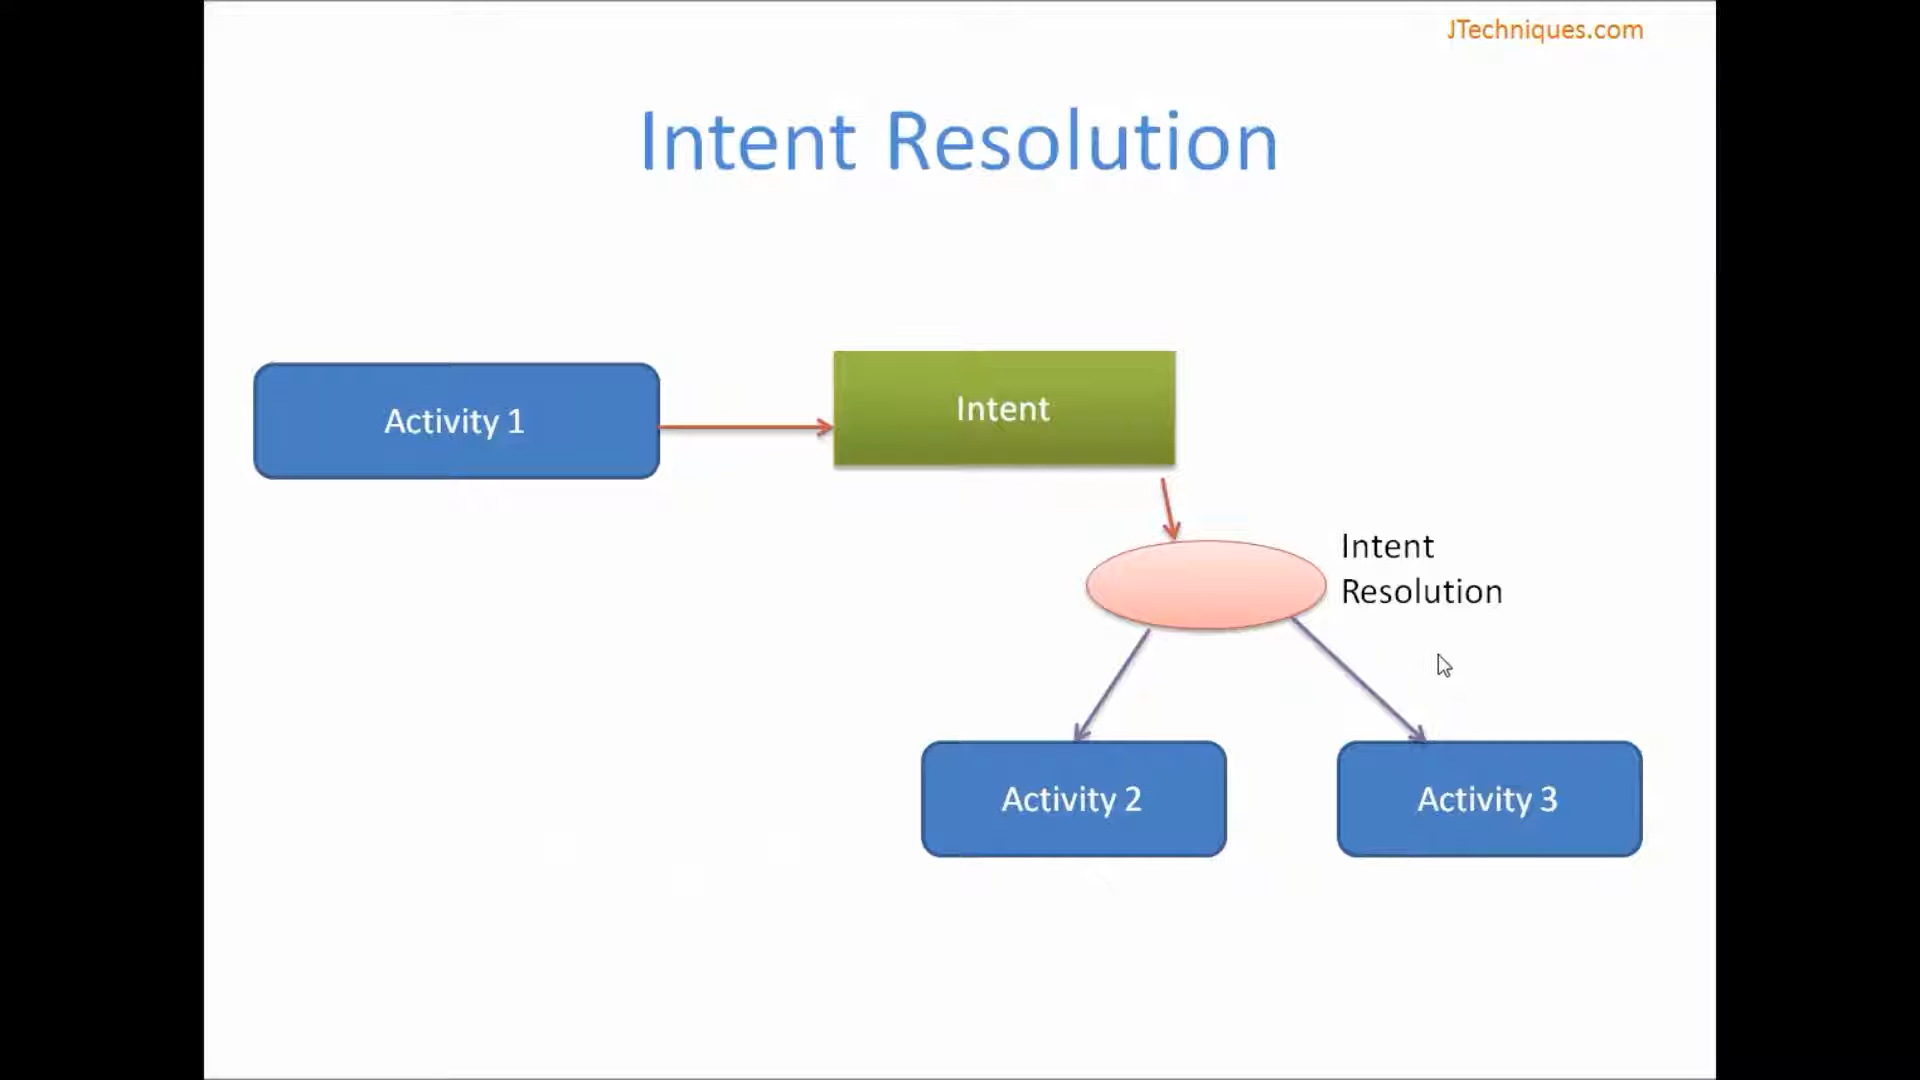 JTechniques.com
Intent Resolution
Activity 1
Intent
Intent
Resolution
Activity 2
Activity 3